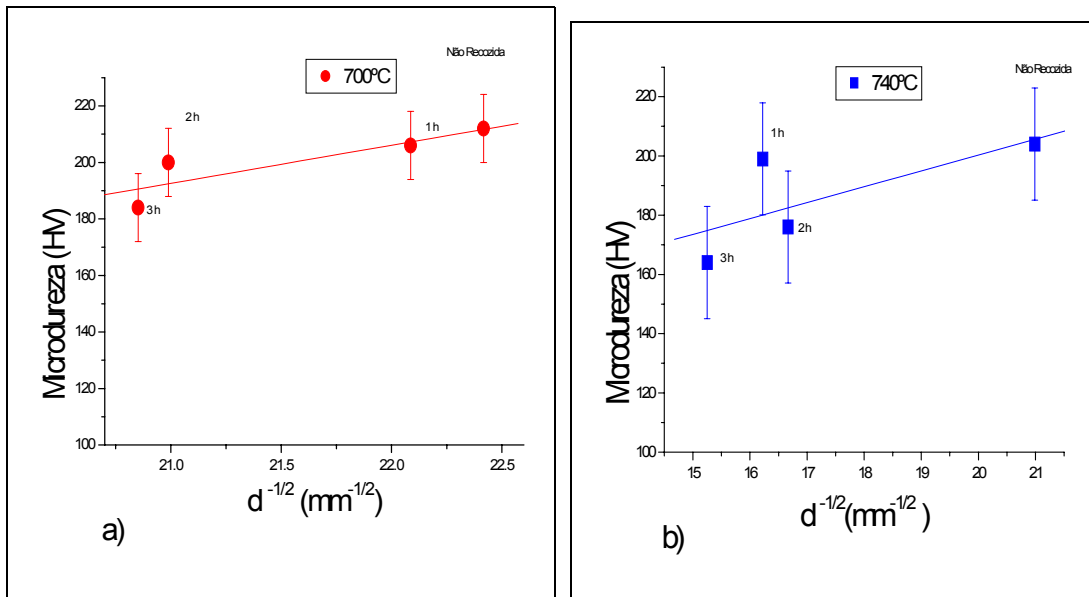 Não Recozida
700ºC
220
200
180
160
140
120
100
Microdureza (HV)
2h
1h
3h
21.0 21.5 22.0 22.5
d -1/2 (mm-1/2)
a)
Não Recozida
740ºC
220
200
180
160
140
120
100
Microdureza (HV)
1h
2h
3h
15 16 17 18 19 20 21
d-1/2(mm-1/2)
b)